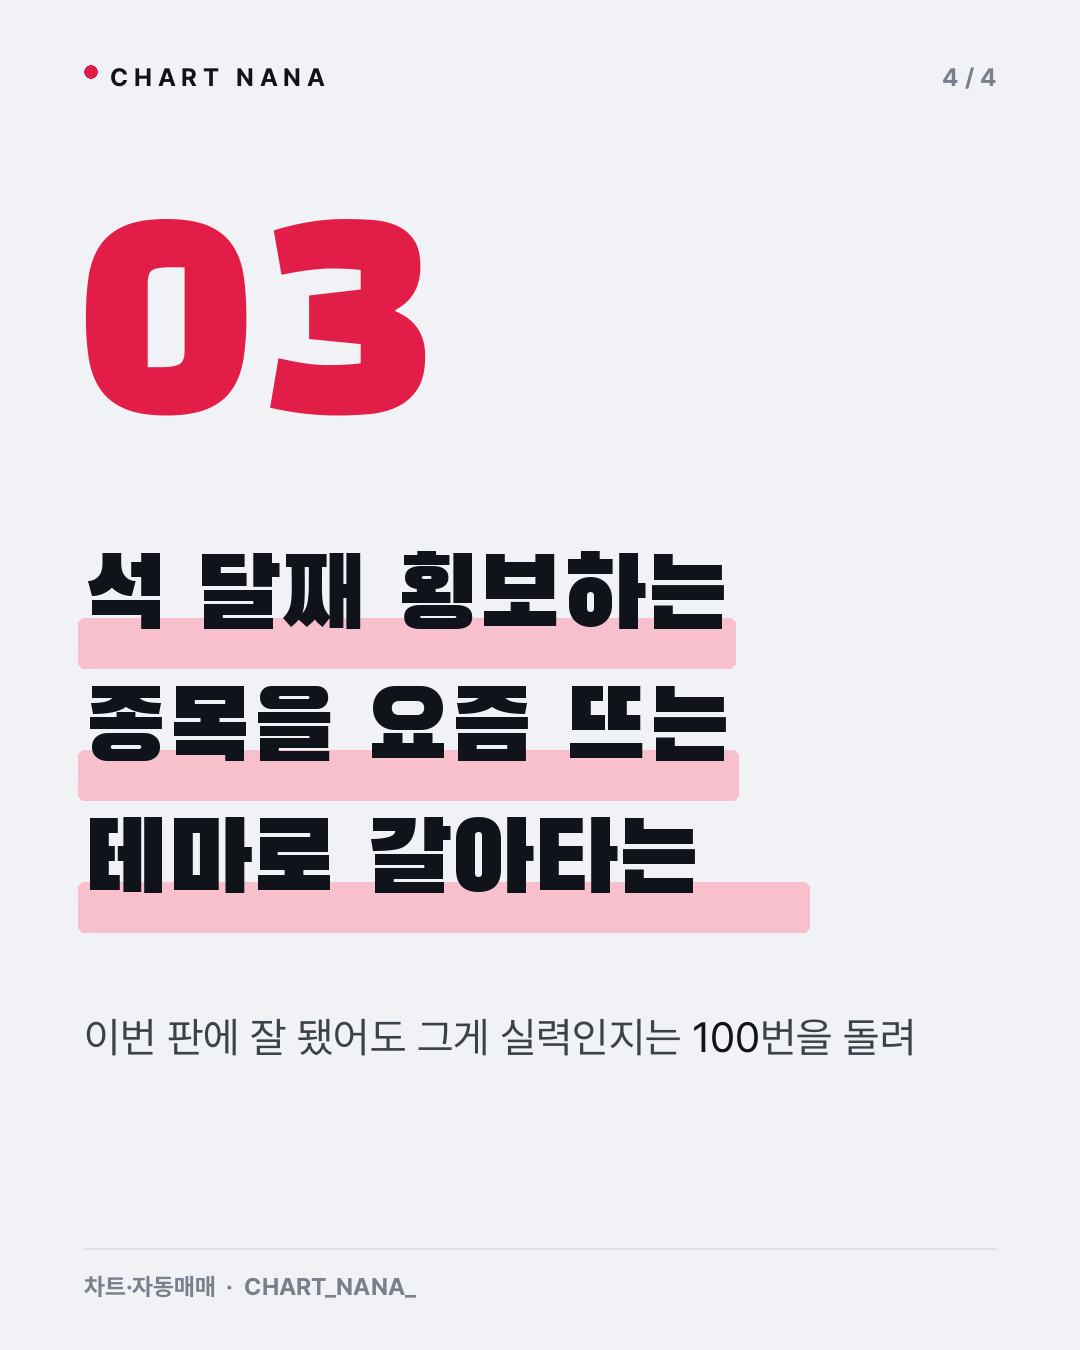 CHART NANA
4 / 4
03
석 달째 횡보하는
종목을 요즘 뜨는
테마로 갈아타는
이번 판에 잘 됐어도 그게 실력인지는 100번을 돌려
차트·자동매매 · CHART_NANA_